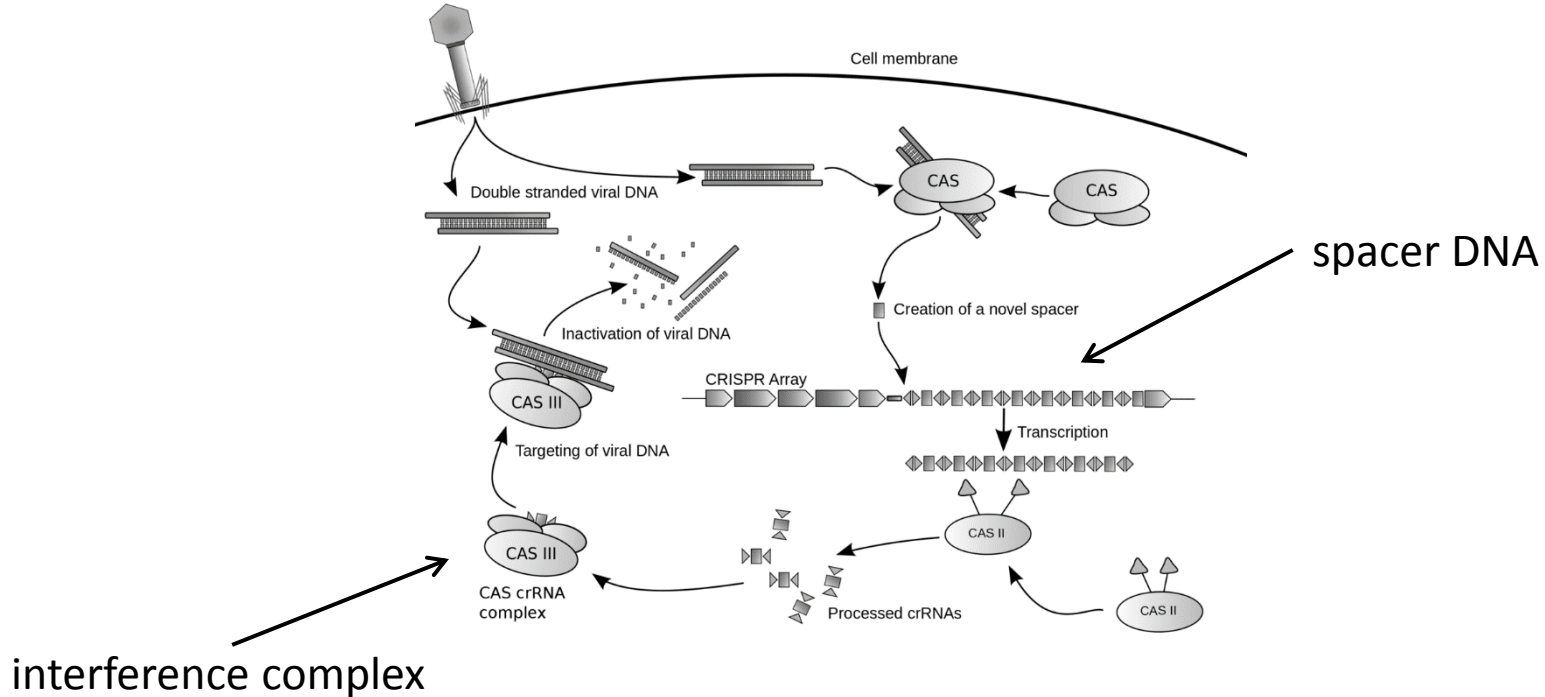 Cell membrane
Double stranded viral DNA
CAS
CAS
spacer DNA
Creation of a novel spacer
Inactivation of viral DNA
CRISPR Array
CAS III
Transcription
Targeting of viral DNA
CAS II
CAS III
CAS crRNA
complex
Processed crRNAs
CAS II
interference complex